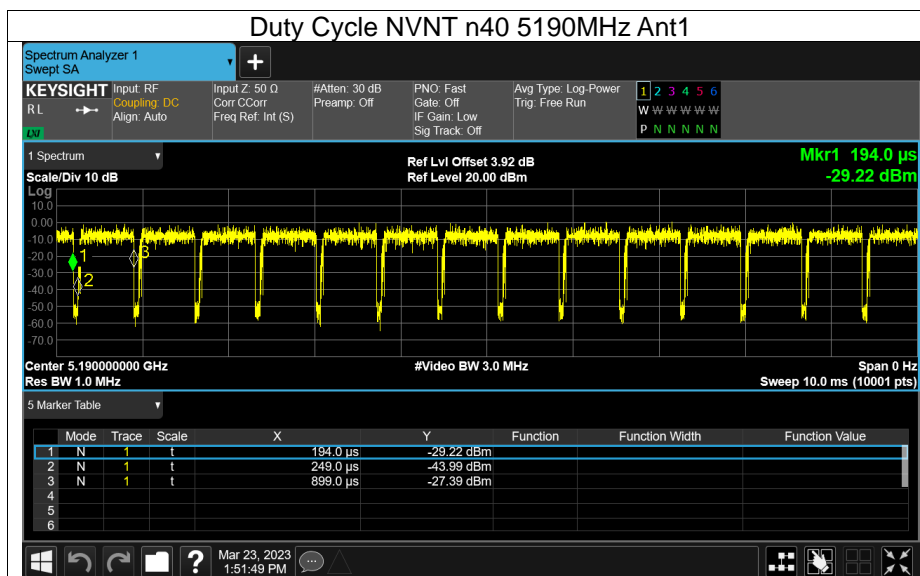 Duty Cycle NVNT n40 5190MHz Ant1
Spectrum Analyzer 1
Swept SA
+
KEYSIGHT Input: RF Input Z: 50 Ω #Atten: 30 dB PNO: Fast Avg Type: Log-Power 1 2 3 4 5 6
RL Coupling: DC Corr CCorr Preamp: Off Gate: Off Trig: Free Run W W W W W W
Align: Auto Freq Ref: Int (S) IF Gain: Low
LXI Sig Track: Off P N N N N N
1 Spectrum Ref Lvl Offset 3.92 dB Mkr1 194.0 µs
Scale/Div 10 dB Ref Level 20.00 dBm -29.22 dBm
Log
10.0
0.00
-10.0
-20.0 1 3
-30.0 2
-40.0
-50.0
-60.0
-70.0
Center 5.190000000 GHz #Video BW 3.0 MHz Span 0 Hz
Res BW 1.0 MHz Sweep 10.0 ms (10001 pts)
5 Marker Table
Mode Trace Scale X Y Function Function Width Function Value
1 N 1 t 194.0 µs -29.22 dBm
2 N 1 t 249.0 µs -43.99 dBm
3 N 1 t 899.0 µs -27.39 dBm
4
5
6
? Mar 23, 2023
1:51:49 PM